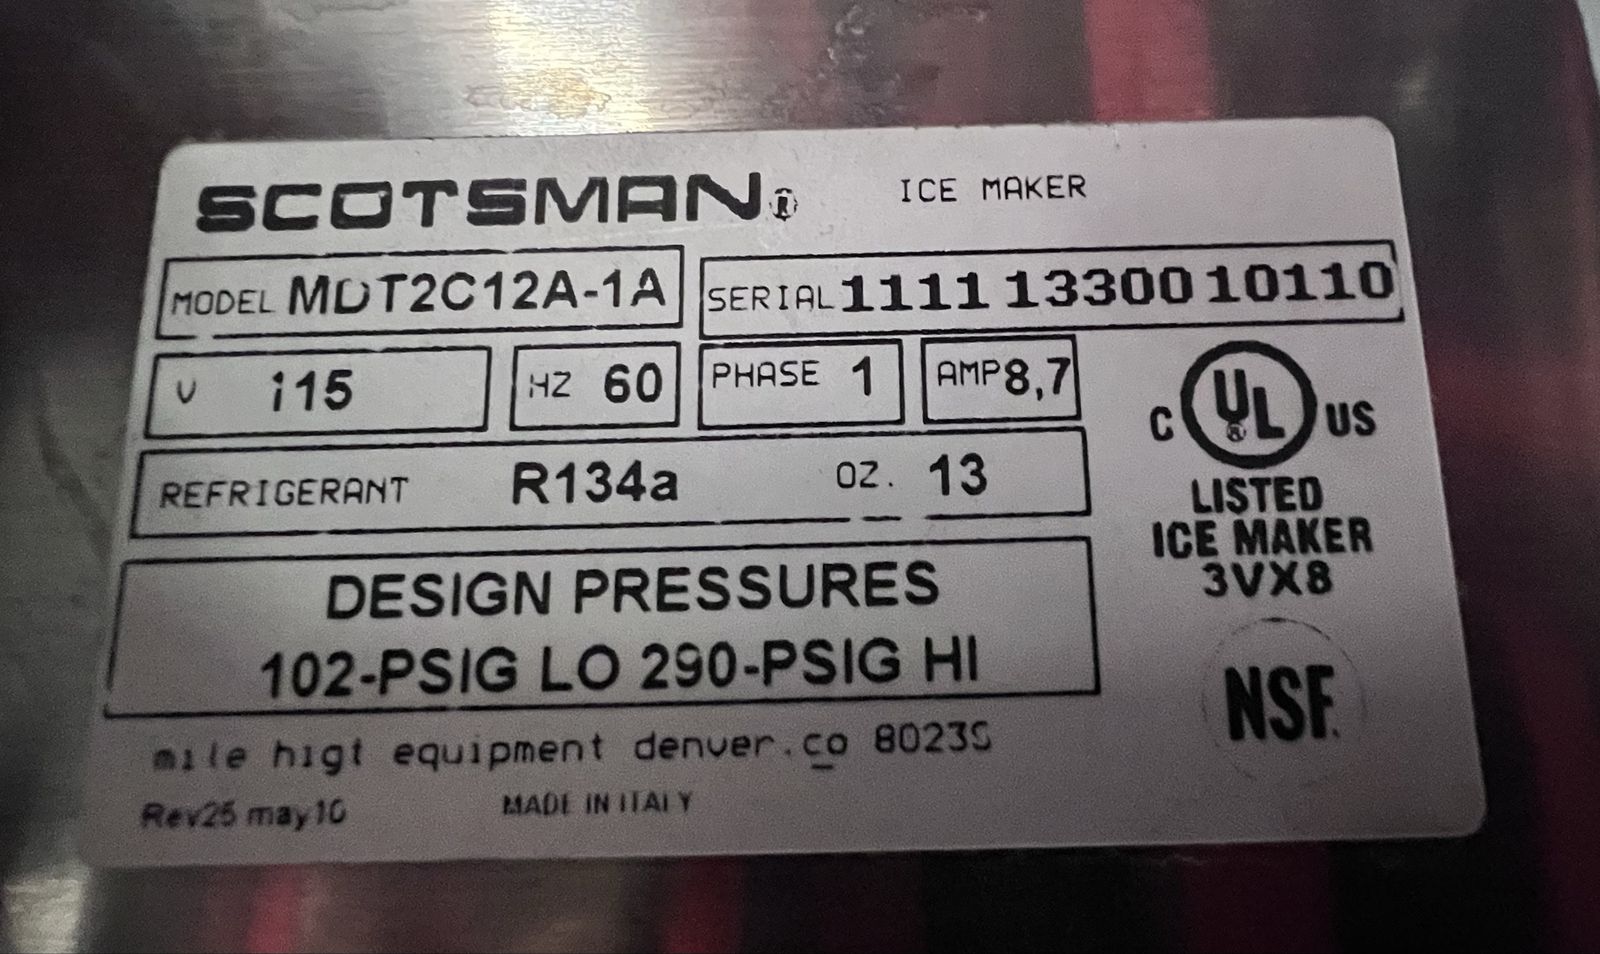 SCOTSMAN® ICE MAKER
MODEL MDT2C12A-1A SERIAL 1111 13300 10110
V 115 HZ 60 PHASE 1 AMP 8,7
REFRIGERANT R134a OZ. 13
C UL® US
LISTED
ICE MAKER
3VX8
DESIGN PRESSURES
102-PSIG LO 290-PSIG HI
NSF.
mile higt equipment denver.co 80239
Rev25 may10 MADE IN ITALY